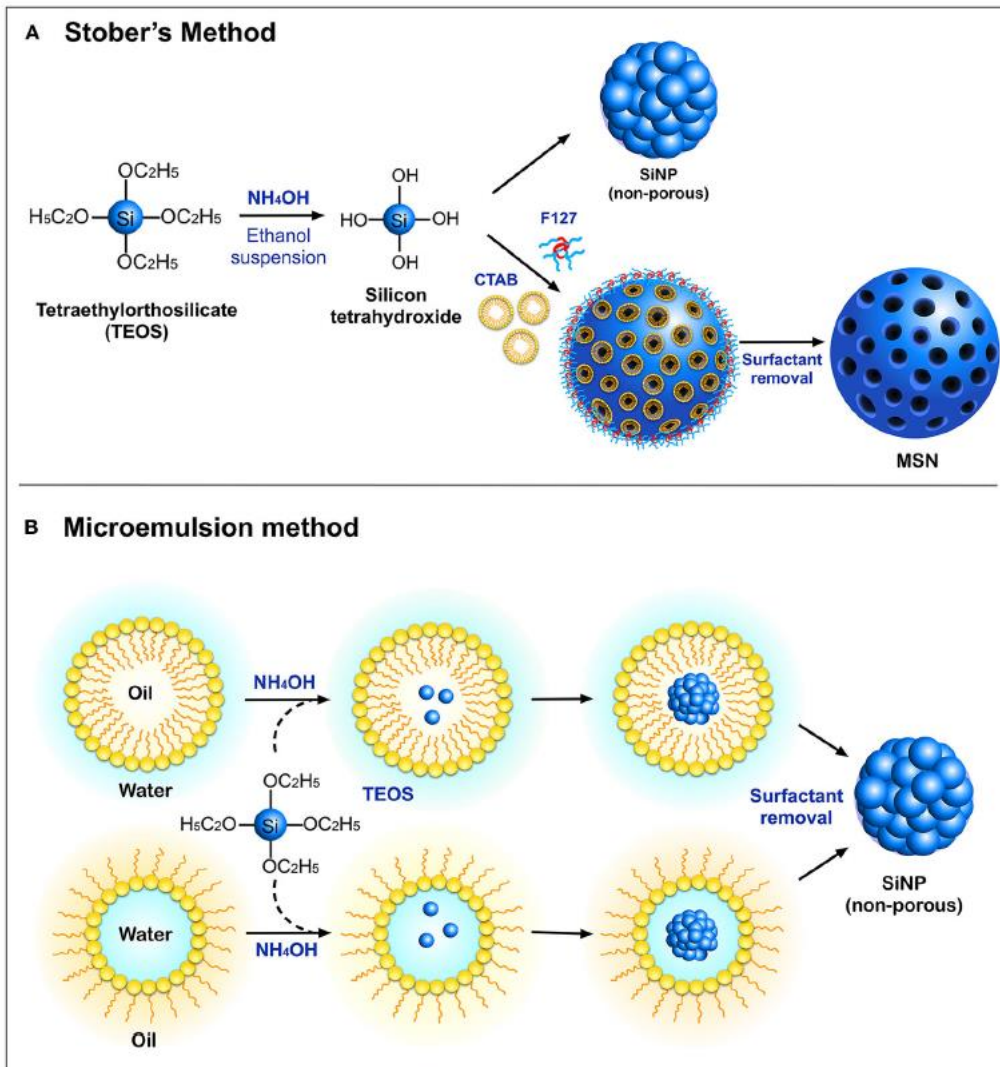 A Stober's Method
OC2H5
H5C2O Si OC2H5
OC2H5
Tetraethylorthosilicate
(TEOS)
NH4OH
Ethanol
suspension
OH
HO OH
OH
Silicon
tetrahydroxide
SiNP
(non-porous)
F127
CTAB
Surfactant
removal
MSN
B Microemulsion method
Oil
Water
NH4OH
TEOS
OC2H5
H5C2O Si OC2H5
OC2H5
Surfactant
removal
SiNP
(non-porous)
Water
Oil
NH4OH